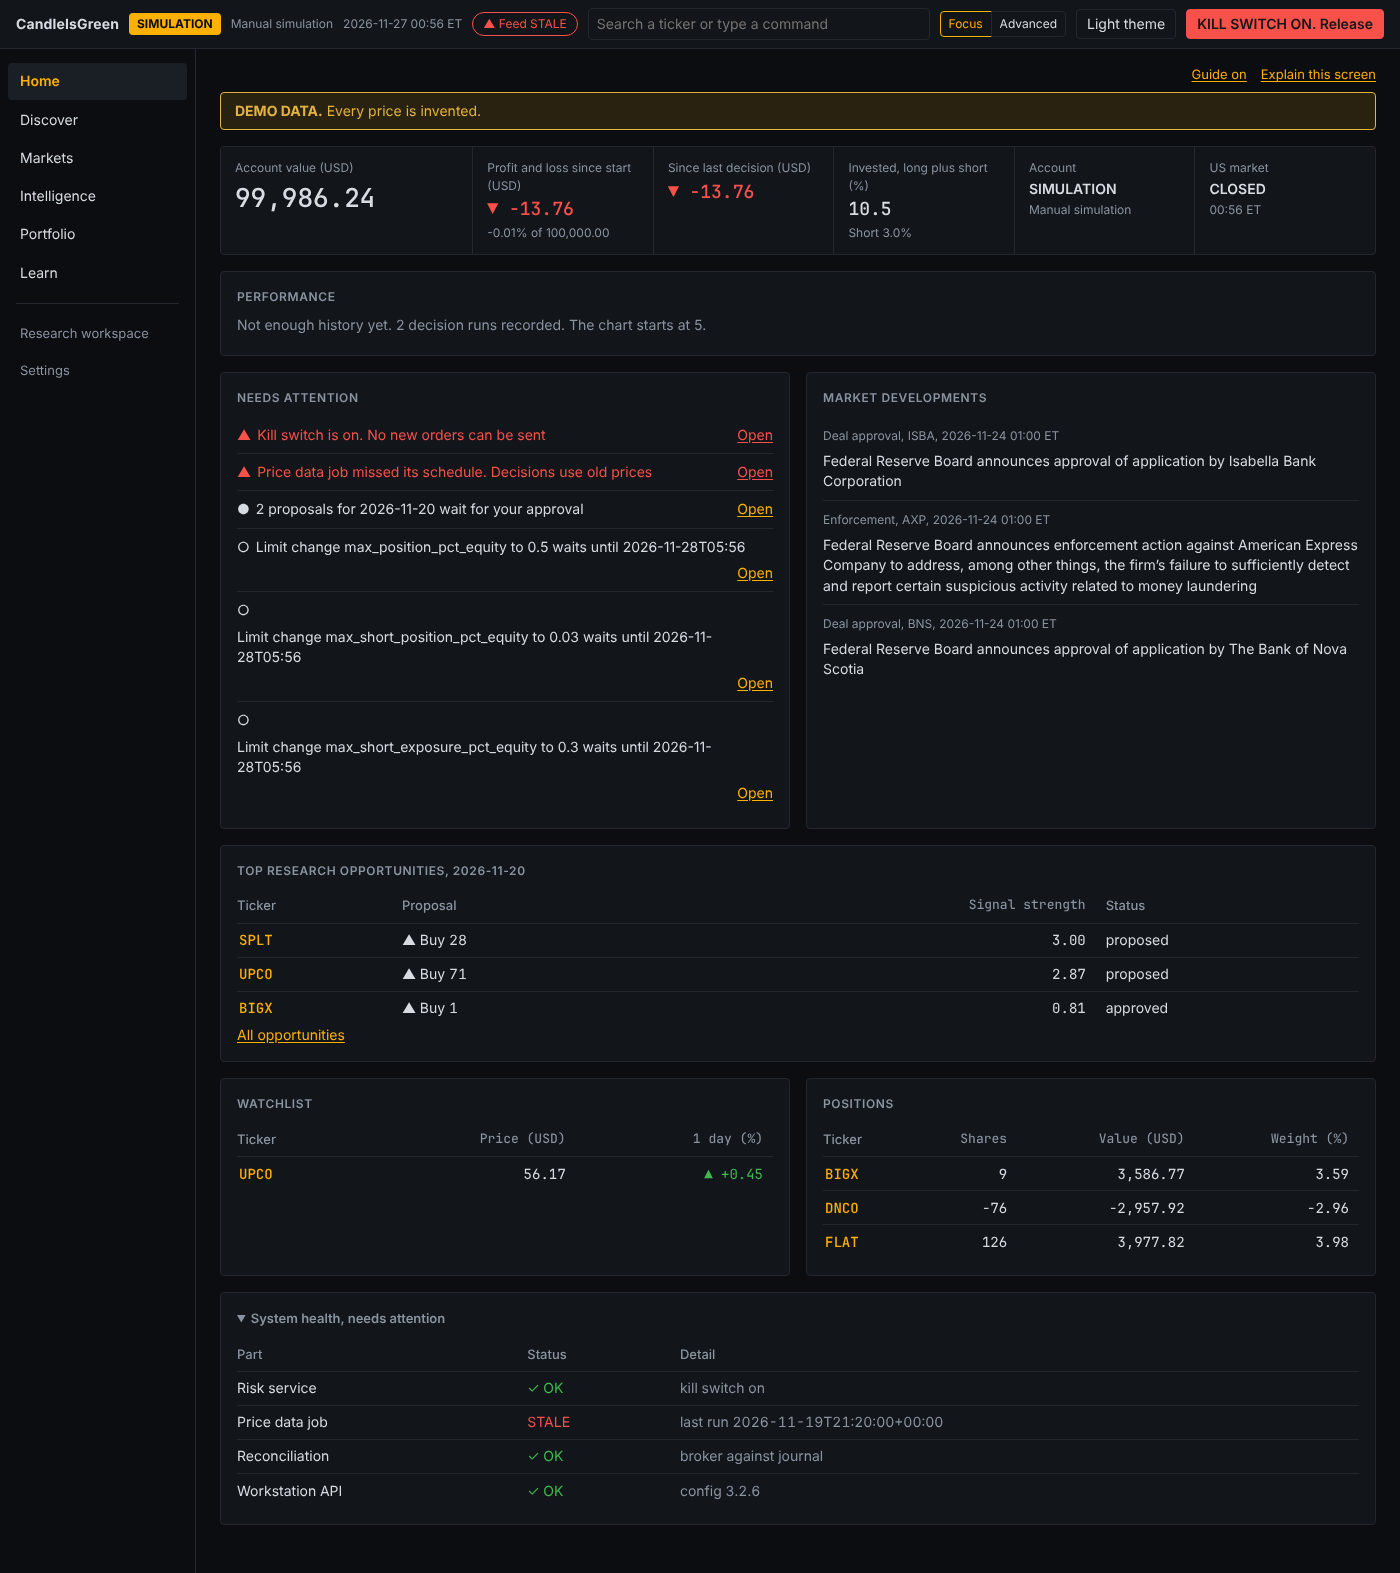 CandleIsGreen SIMULATION Manual simulation 2026-11-27 00:56 ET ▲ Feed STALE Search a ticker or type a command Focus Advanced Light theme KILL SWITCH ON. Release
Home
Discover
Markets
Intelligence
Portfolio
Learn
Research workspace
Settings
Guide on Explain this screen
DEMO DATA. Every price is invented.
Account value (USD)
99,986.24
Profit and loss since start
(USD)
▼ -13.76
-0.01% of 100,000.00
Since last decision (USD)
▼ -13.76
Invested, long plus short
(%)
10.5
Short 3.0%
Account
SIMULATION
Manual simulation
US market
CLOSED
00:56 ET
PERFORMANCE
Not enough history yet. 2 decision runs recorded. The chart starts at 5.
NEEDS ATTENTION
▲ Kill switch is on. No new orders can be sent Open
▲ Price data job missed its schedule. Decisions use old prices Open
● 2 proposals for 2026-11-20 wait for your approval Open
○ Limit change max_position_pct_equity to 0.5 waits until 2026-11-28T05:56
Open
○
Limit change max_short_position_pct_equity to 0.03 waits until 2026-11-
28T05:56
Open
○
Limit change max_short_exposure_pct_equity to 0.3 waits until 2026-11-
28T05:56
Open
MARKET DEVELOPMENTS
Deal approval, ISBA, 2026-11-24 01:00 ET
Federal Reserve Board announces approval of application by Isabella Bank
Corporation
Enforcement, AXP, 2026-11-24 01:00 ET
Federal Reserve Board announces enforcement action against American Express
Company to address, among other things, the firm's failure to sufficiently detect
and report certain suspicious activity related to money laundering
Deal approval, BNS, 2026-11-24 01:00 ET
Federal Reserve Board announces approval of application by The Bank of Nova
Scotia
TOP RESEARCH OPPORTUNITIES, 2026-11-20
Ticker Proposal Signal strength Status
SPLT ▲ Buy 28 3.00 proposed
UPCO ▲ Buy 71 2.87 proposed
BIGX ▲ Buy 1 0.81 approved
All opportunities
WATCHLIST
Ticker Price (USD) 1 day (%)
UPCO 56.17 ▲ +0.45
POSITIONS
Ticker Shares Value (USD) Weight (%)
BIGX 9 3,586.77 3.59
DNCO -76 -2,957.92 -2.96
FLAT 126 3,977.82 3.98
▼ System health, needs attention
Part Status Detail
Risk service ✓ OK kill switch on
Price data job STALE last run 2026-11-19T21:20:00+00:00
Reconciliation ✓ OK broker against journal
Workstation API ✓ OK config 3.2.6